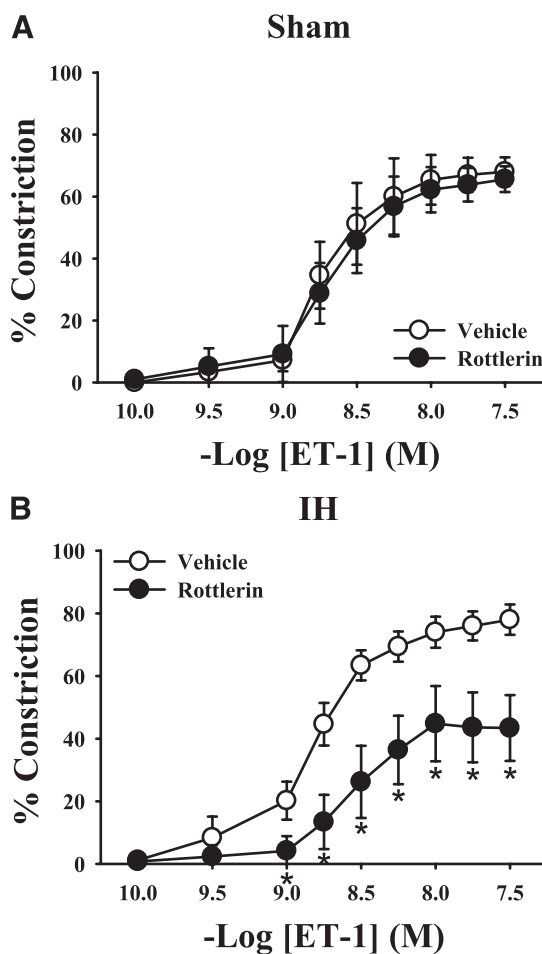 A
Sham
100
80
60
40
20
0
% Constriction
Vehicle
Rottlerin
10.0 9.5 9.0 8.5 8.0 7.5
-Log [ET-1] (M)
B
IH
100
80
60
40
20
0
% Constriction
Vehicle
Rottlerin
* * * * * * *
10.0 9.5 9.0 8.5 8.0 7.5
-Log [ET-1] (M)